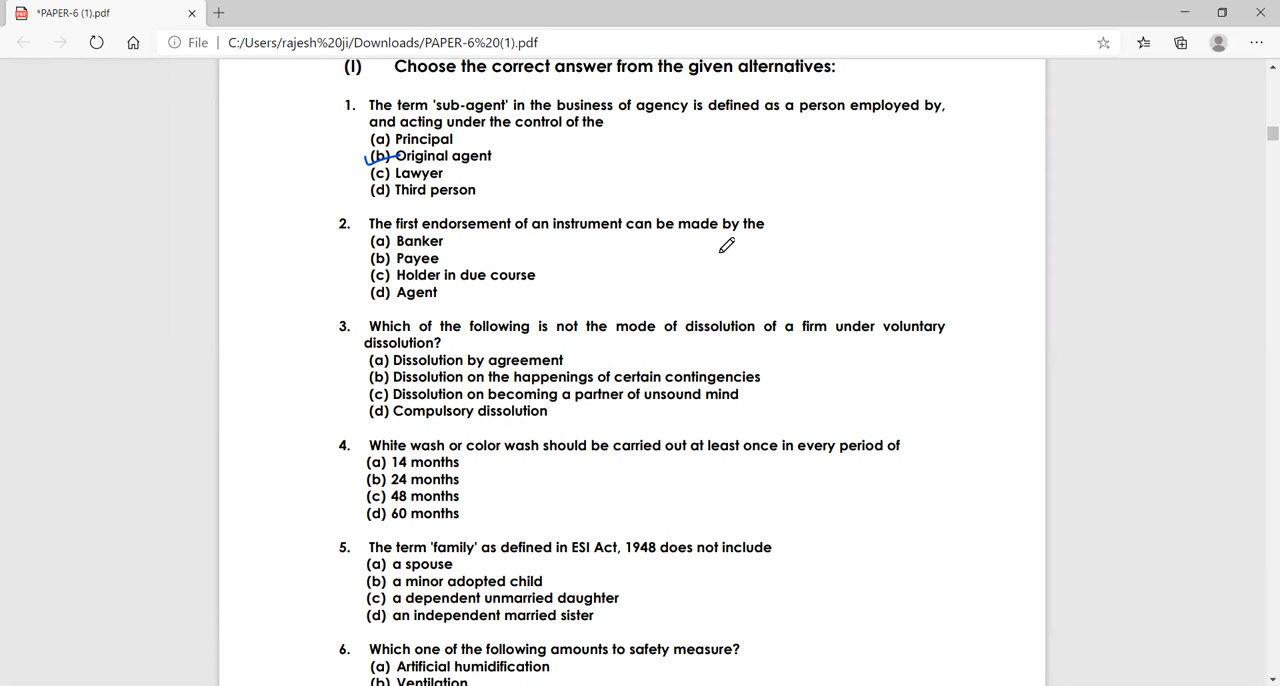 *PAPER-6 (1).pdf
File | C:/Users/rajesh%20ji/Downloads/PAPER-6%20(1).pdf
(I) Choose the correct answer from the given alternatives:
1. The term 'sub-agent' in the business of agency is defined as a person employed by,
and acting under the control of the
(a) Principal
(b) Original agent
(c) Lawyer
(d) Third person
2. The first endorsement of an instrument can be made by the
(a) Banker
(b) Payee
(c) Holder in due course
(d) Agent
3. Which of the following is not the mode of dissolution of a firm under voluntary
dissolution?
(a) Dissolution by agreement
(b) Dissolution on the happenings of certain contingencies
(c) Dissolution on becoming a partner of unsound mind
(d) Compulsory dissolution
4. White wash or color wash should be carried out at least once in every period of
(a) 14 months
(b) 24 months
(c) 48 months
(d) 60 months
5. The term 'family' as defined in ESI Act, 1948 does not include
(a) a spouse
(b) a minor adopted child
(c) a dependent unmarried daughter
(d) an independent married sister
6. Which one of the following amounts to safety measure?
(a) Artificial humidification
(b) Ventilation